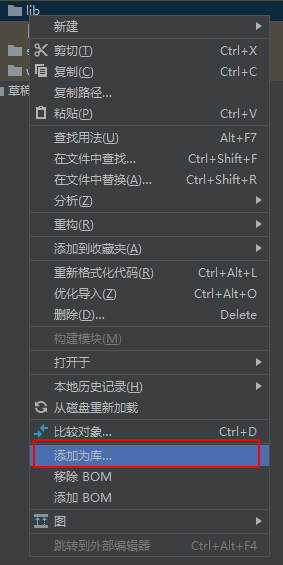 lib
新建
剪切(T) Ctrl+X
复制(C) Ctrl+C
复制路径...
粘贴(P) Ctrl+V
查找用法(U) Alt+F7
在文件中查找... Ctrl+Shift+F
在文件中替换(A)... Ctrl+Shift+R
分析(Z)
重构(R)
添加到收藏夹(A)
重新格式化代码(R) Ctrl+Alt+L
优化导入(Z) Ctrl+Alt+O
删除(D)... Delete
构建模块(M)
打开于
本地历史记录(H)
从磁盘重新加载
比较对象... Ctrl+D
添加为库...
移除 BOM
添加 BOM
图
跳转到外部编辑器 Ctrl+Alt+F4
草稿